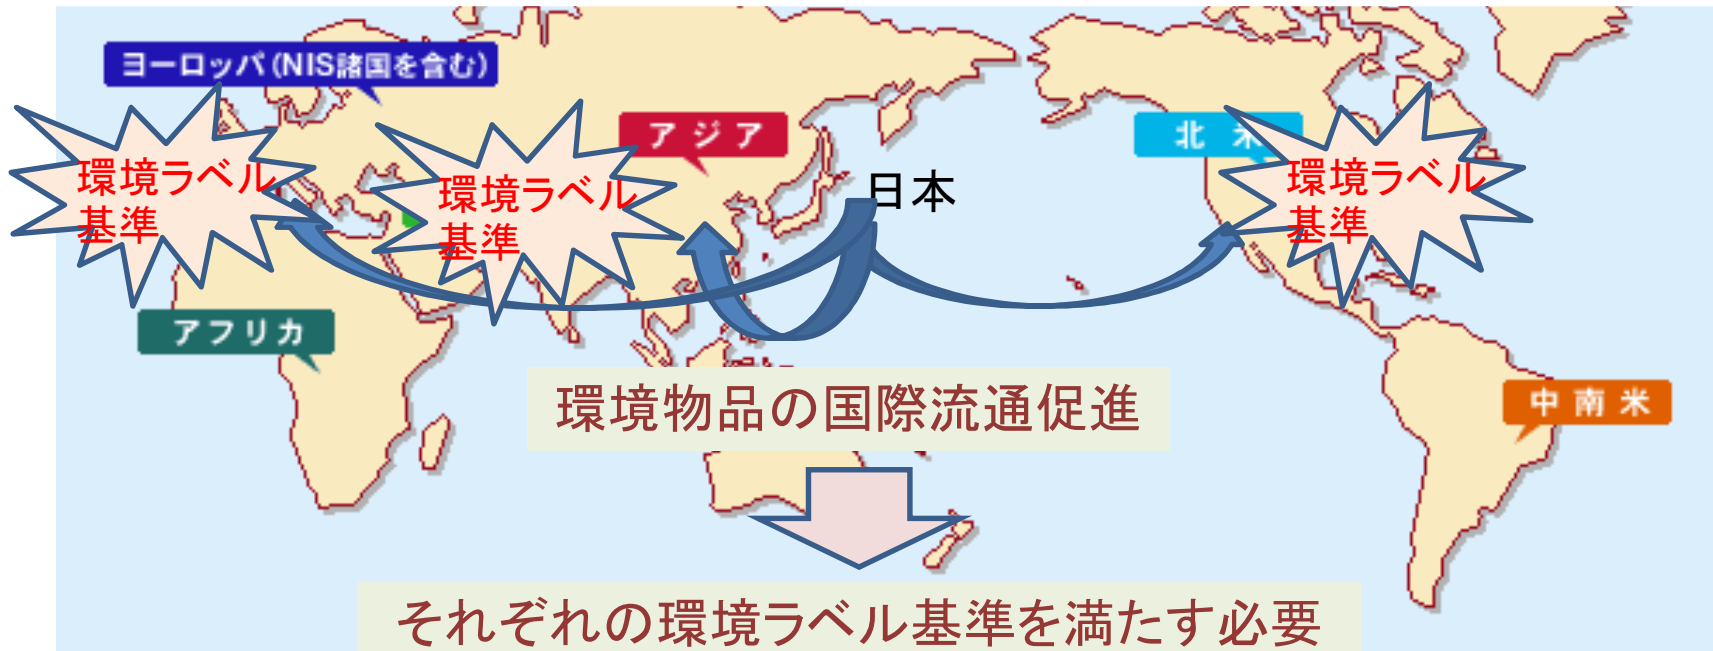 ヨーロッパ(NIS諸国を含む)
アジア
北米
環境ラベル
基準
環境ラベル
基準
日本
環境ラベル
基準
アフリカ
環境物品の国際流通促進
中南米
それぞれの環境ラベル基準を満たす必要